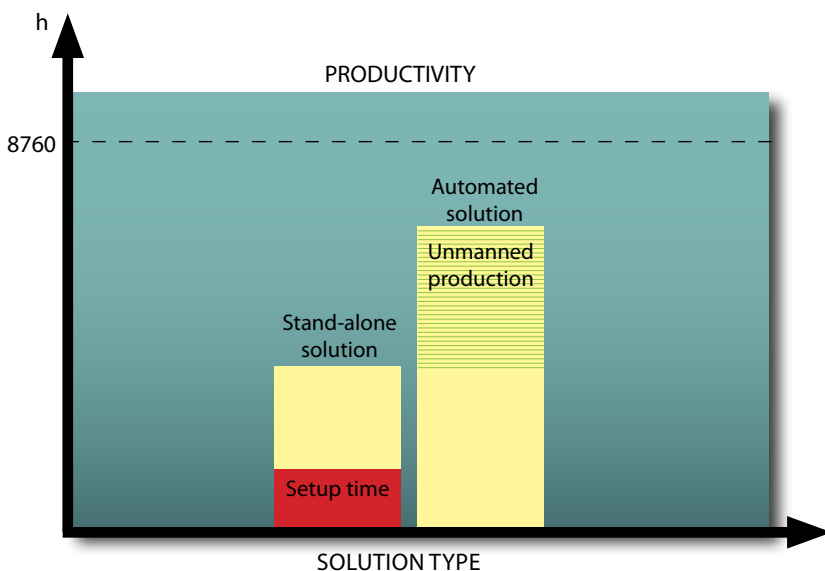 h
PRODUCTIVITY
8760
Automated
solution
Unmanned
production
Stand-alone
solution
Setup time
SOLUTION TYPE